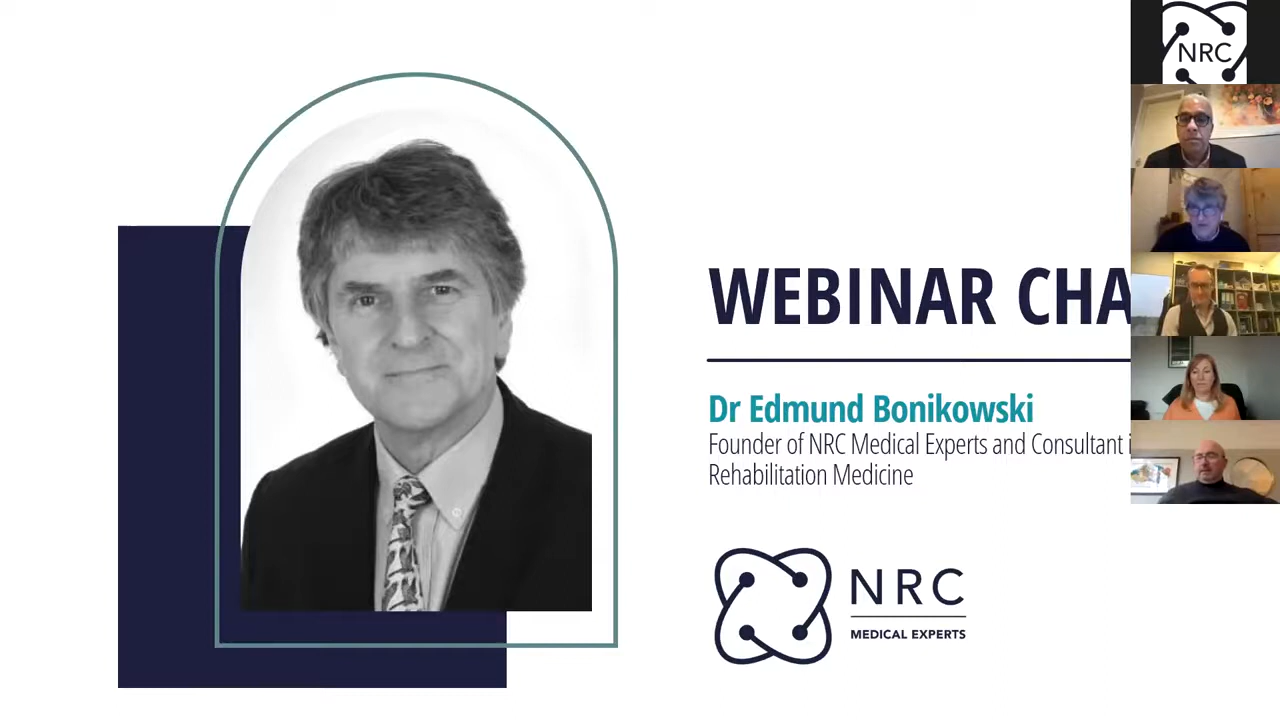 WEBINAR CHA
Dr Edmund Bonikowski
Founder of NRC Medical Experts and Consultant i
Rehabilitation Medicine
NRC
MEDICAL EXPERTS
NRC